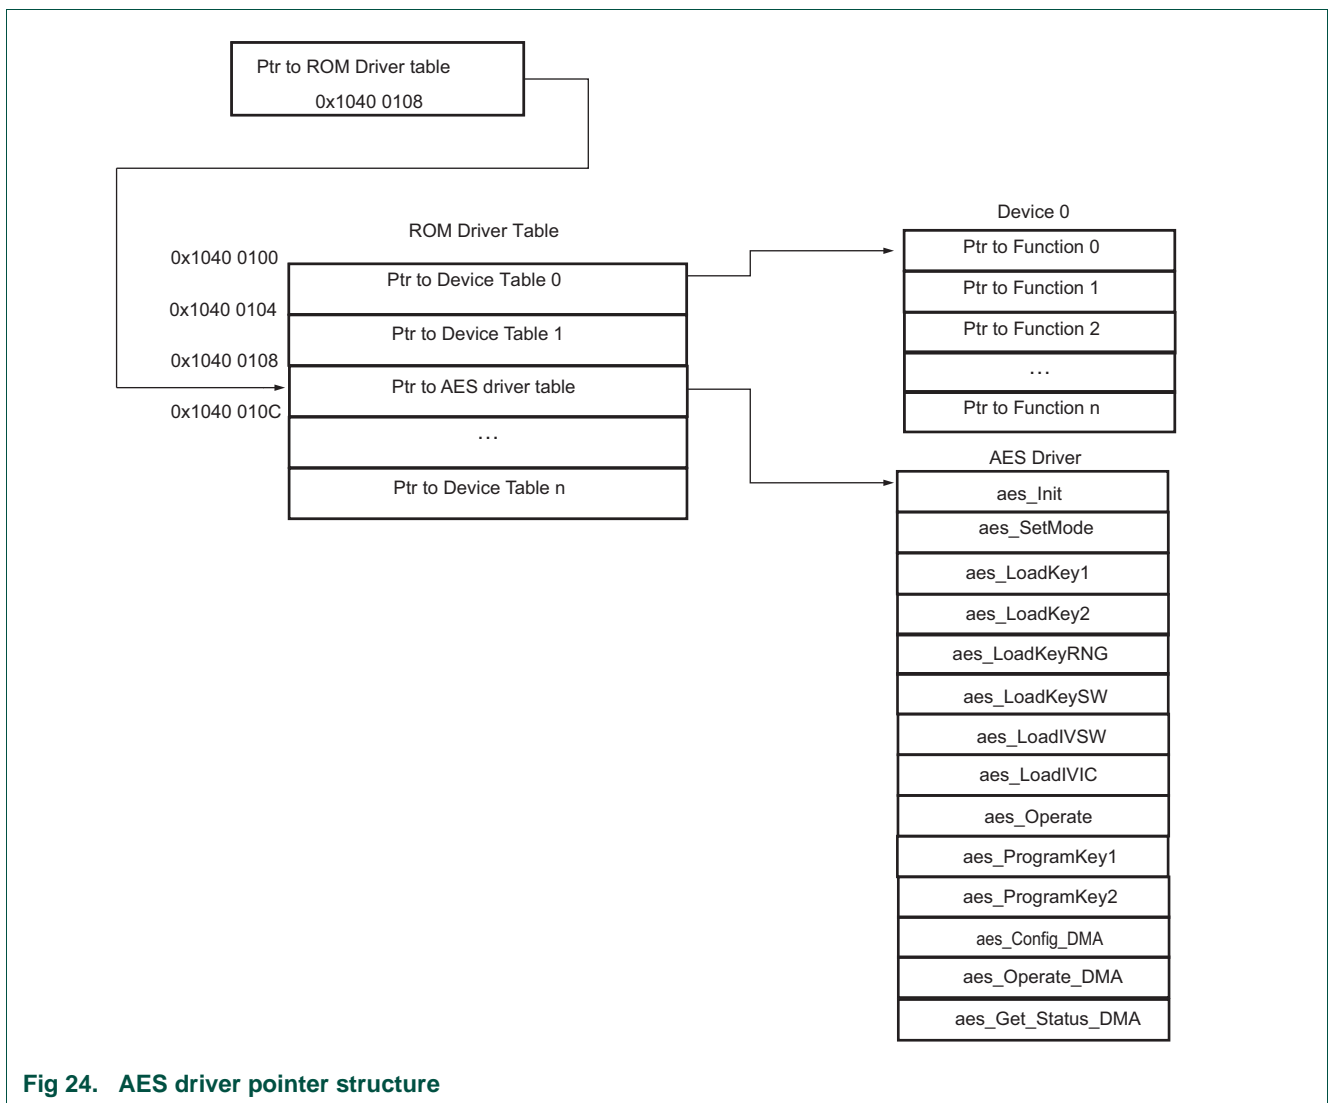 Ptr to ROM Driver table
0x1040 0108
ROM Driver Table
0x1040 0100
Ptr to Device Table 0
0x1040 0104
Ptr to Device Table 1
0x1040 0108
Ptr to AES driver table
0x1040 010C
...
Ptr to Device Table n
Device 0
Ptr to Function 0
Ptr to Function 1
Ptr to Function 2
...
Ptr to Function n
AES Driver
aes_Init
aes_SetMode
aes_LoadKey1
aes_LoadKey2
aes_LoadKeyRNG
aes_LoadKeySW
aes_LoadIVSW
aes_LoadIVIC
aes_Operate
aes_ProgramKey1
aes_ProgramKey2
aes_Config_DMA
aes_Operate_DMA
aes_Get_Status_DMA
Fig 24. AES driver pointer structure